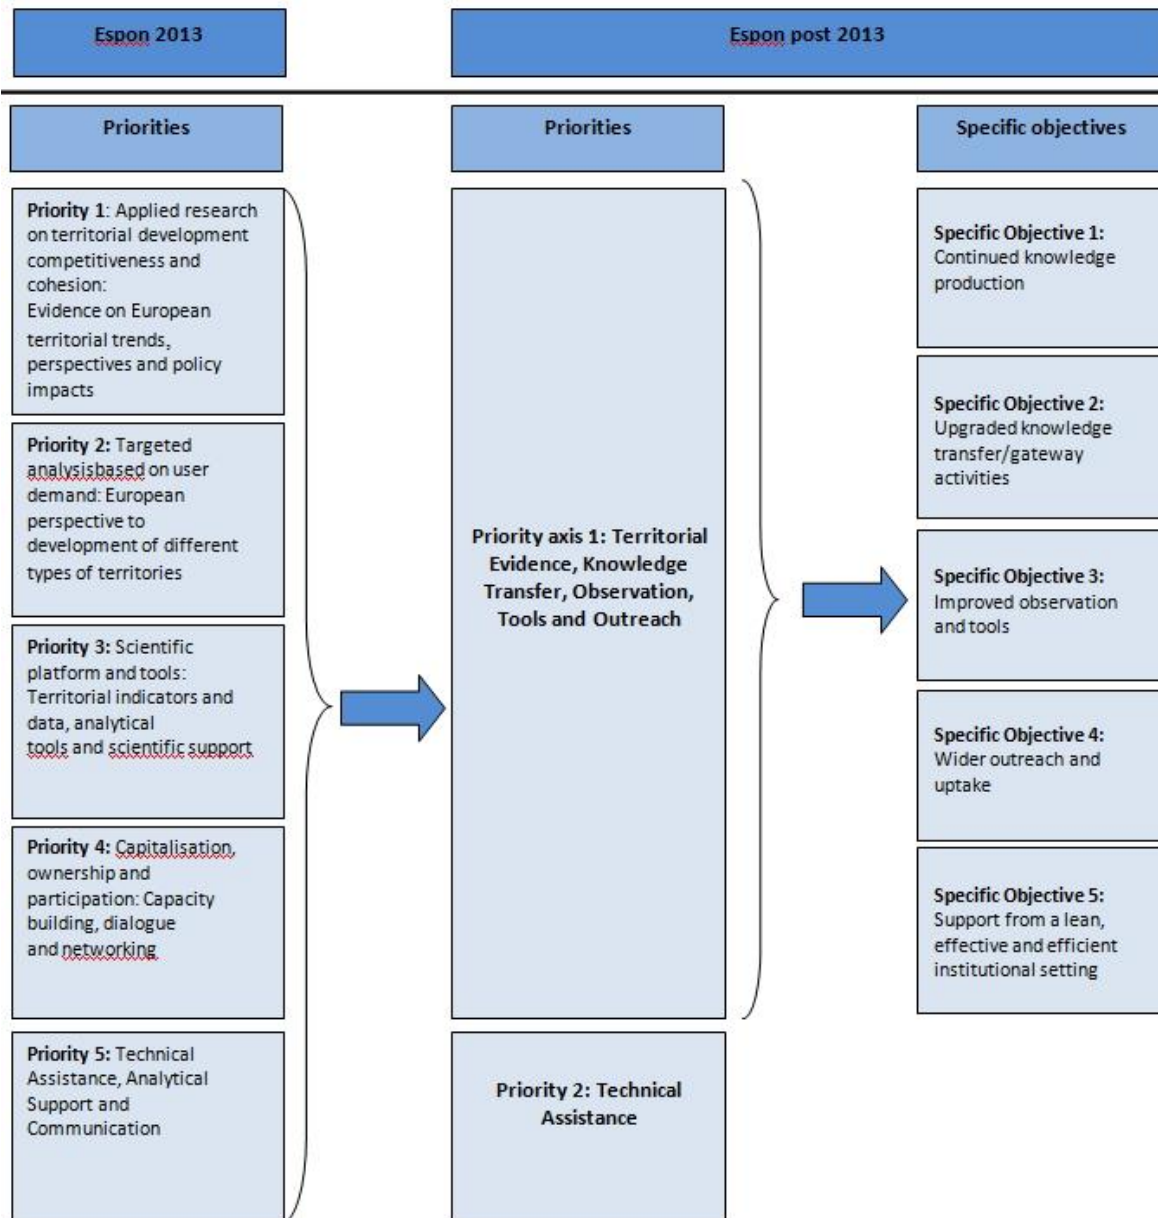 Espon 2013
Espon post 2013
Priorities
Priorities
Specific objectives
Priority 1: Applied research
on territorial development
competitiveness and
cohesion:
Evidence on European
territorial trends,
perspectives and policy
impacts
Priority 2: Targeted
analysisbased on user
demand: European
perspective to
development of different
types of territories
Priority 3: Scientific
platform and tools:
Territorial indicators and
data, analytical
tools and scientific support
Priority 4: Capitalisation,
ownership and
participation: Capacity
building, dialogue
and networking
Priority 5: Technical
Assistance, Analytical
Support and
Communication
Priority axis 1: Territorial
Evidence, Knowledge
Transfer, Observation,
Tools and Outreach
Priority 2: Technical
Assistance
Specific Objective 1:
Continued knowledge
production
Specific Objective 2:
Upgraded knowledge
transfer/gateway
activities
Specific Objective 3:
Improved observation
and tools
Specific Objective 4:
Wider outreach and
uptake
Specific Objective 5:
Support from a lean,
effective and efficient
institutional setting